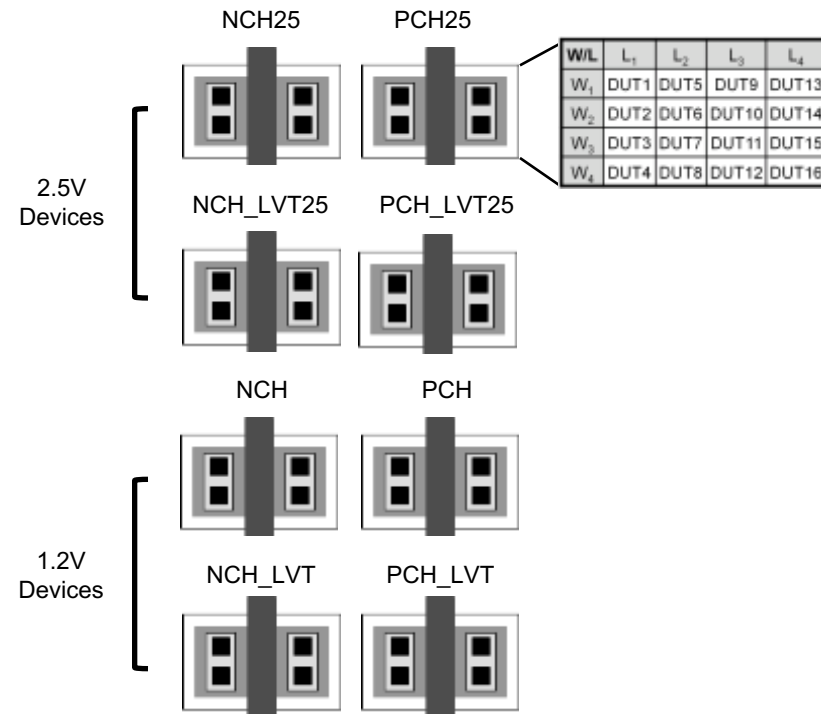 NCH25 PCH25
W/L L₁ L₂ L₃ L₄
W₁ DUT1 DUT5 DUT9 DUT13
W₂ DUT2 DUT6 DUT10 DUT14
W₃ DUT3 DUT7 DUT11 DUT15
W₄ DUT4 DUT8 DUT12 DUT16
2.5V
Devices
NCH_LVT25 PCH_LVT25
NCH PCH
1.2V
Devices
NCH_LVT PCH_LVT